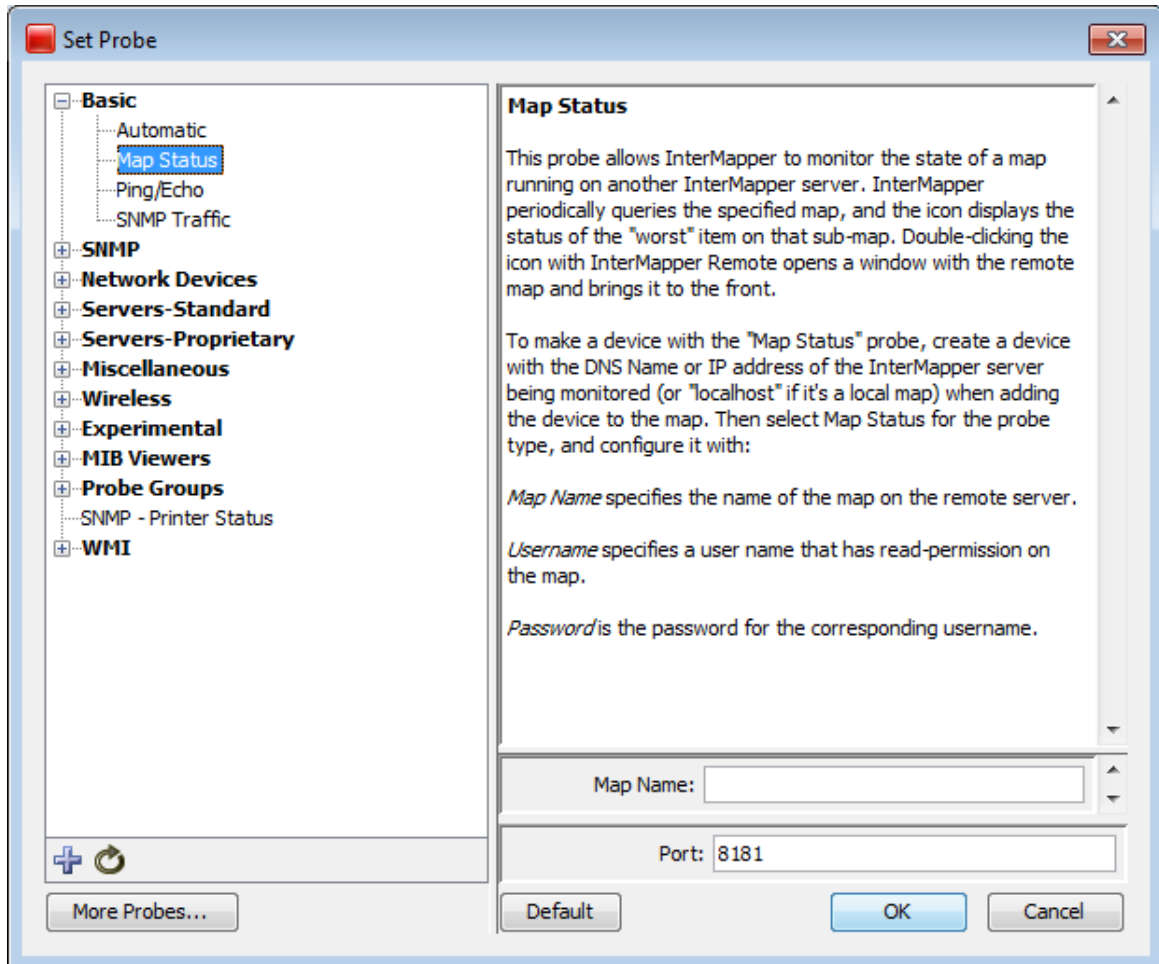 Set Probe
Basic
Automatic
Map Status
Ping/Echo
SNMP Traffic
SNMP
Network Devices
Servers-Standard
Servers-Proprietary
Miscellaneous
Wireless
Experimental
MIB Viewers
Probe Groups
SNMP - Printer Status
WMI
More Probes...
Map Status
This probe allows InterMapper to monitor the state of a map
running on another InterMapper server. InterMapper
periodically queries the specified map, and the icon displays the
status of the "worst" item on that sub-map. Double-clicking the
icon with InterMapper Remote opens a window with the remote
map and brings it to the front.
To make a device with the "Map Status" probe, create a device
with the DNS Name or IP address of the InterMapper server
being monitored (or "localhost" if it's a local map) when adding
the device to the map. Then select Map Status for the probe
type, and configure it with:
Map Name specifies the name of the map on the remote server.
Username specifies a user name that has read-permission on
the map.
Password is the password for the corresponding username.
Map Name:
Port: 8181
Default
OK
Cancel